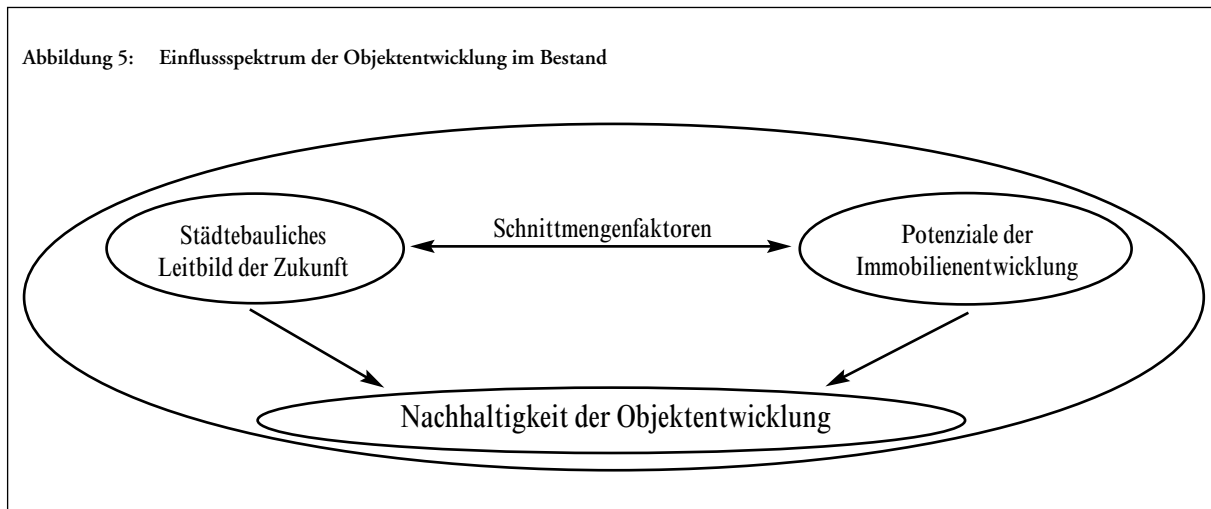 Abbildung 5: Einflussspektrum der Objektentwicklung im Bestand
Städtebauliches
Leitbild der Zukunft
Schnittmengenfaktoren
Potenziale der
Immobilienentwicklung
Nachhaltigkeit der Objektentwicklung